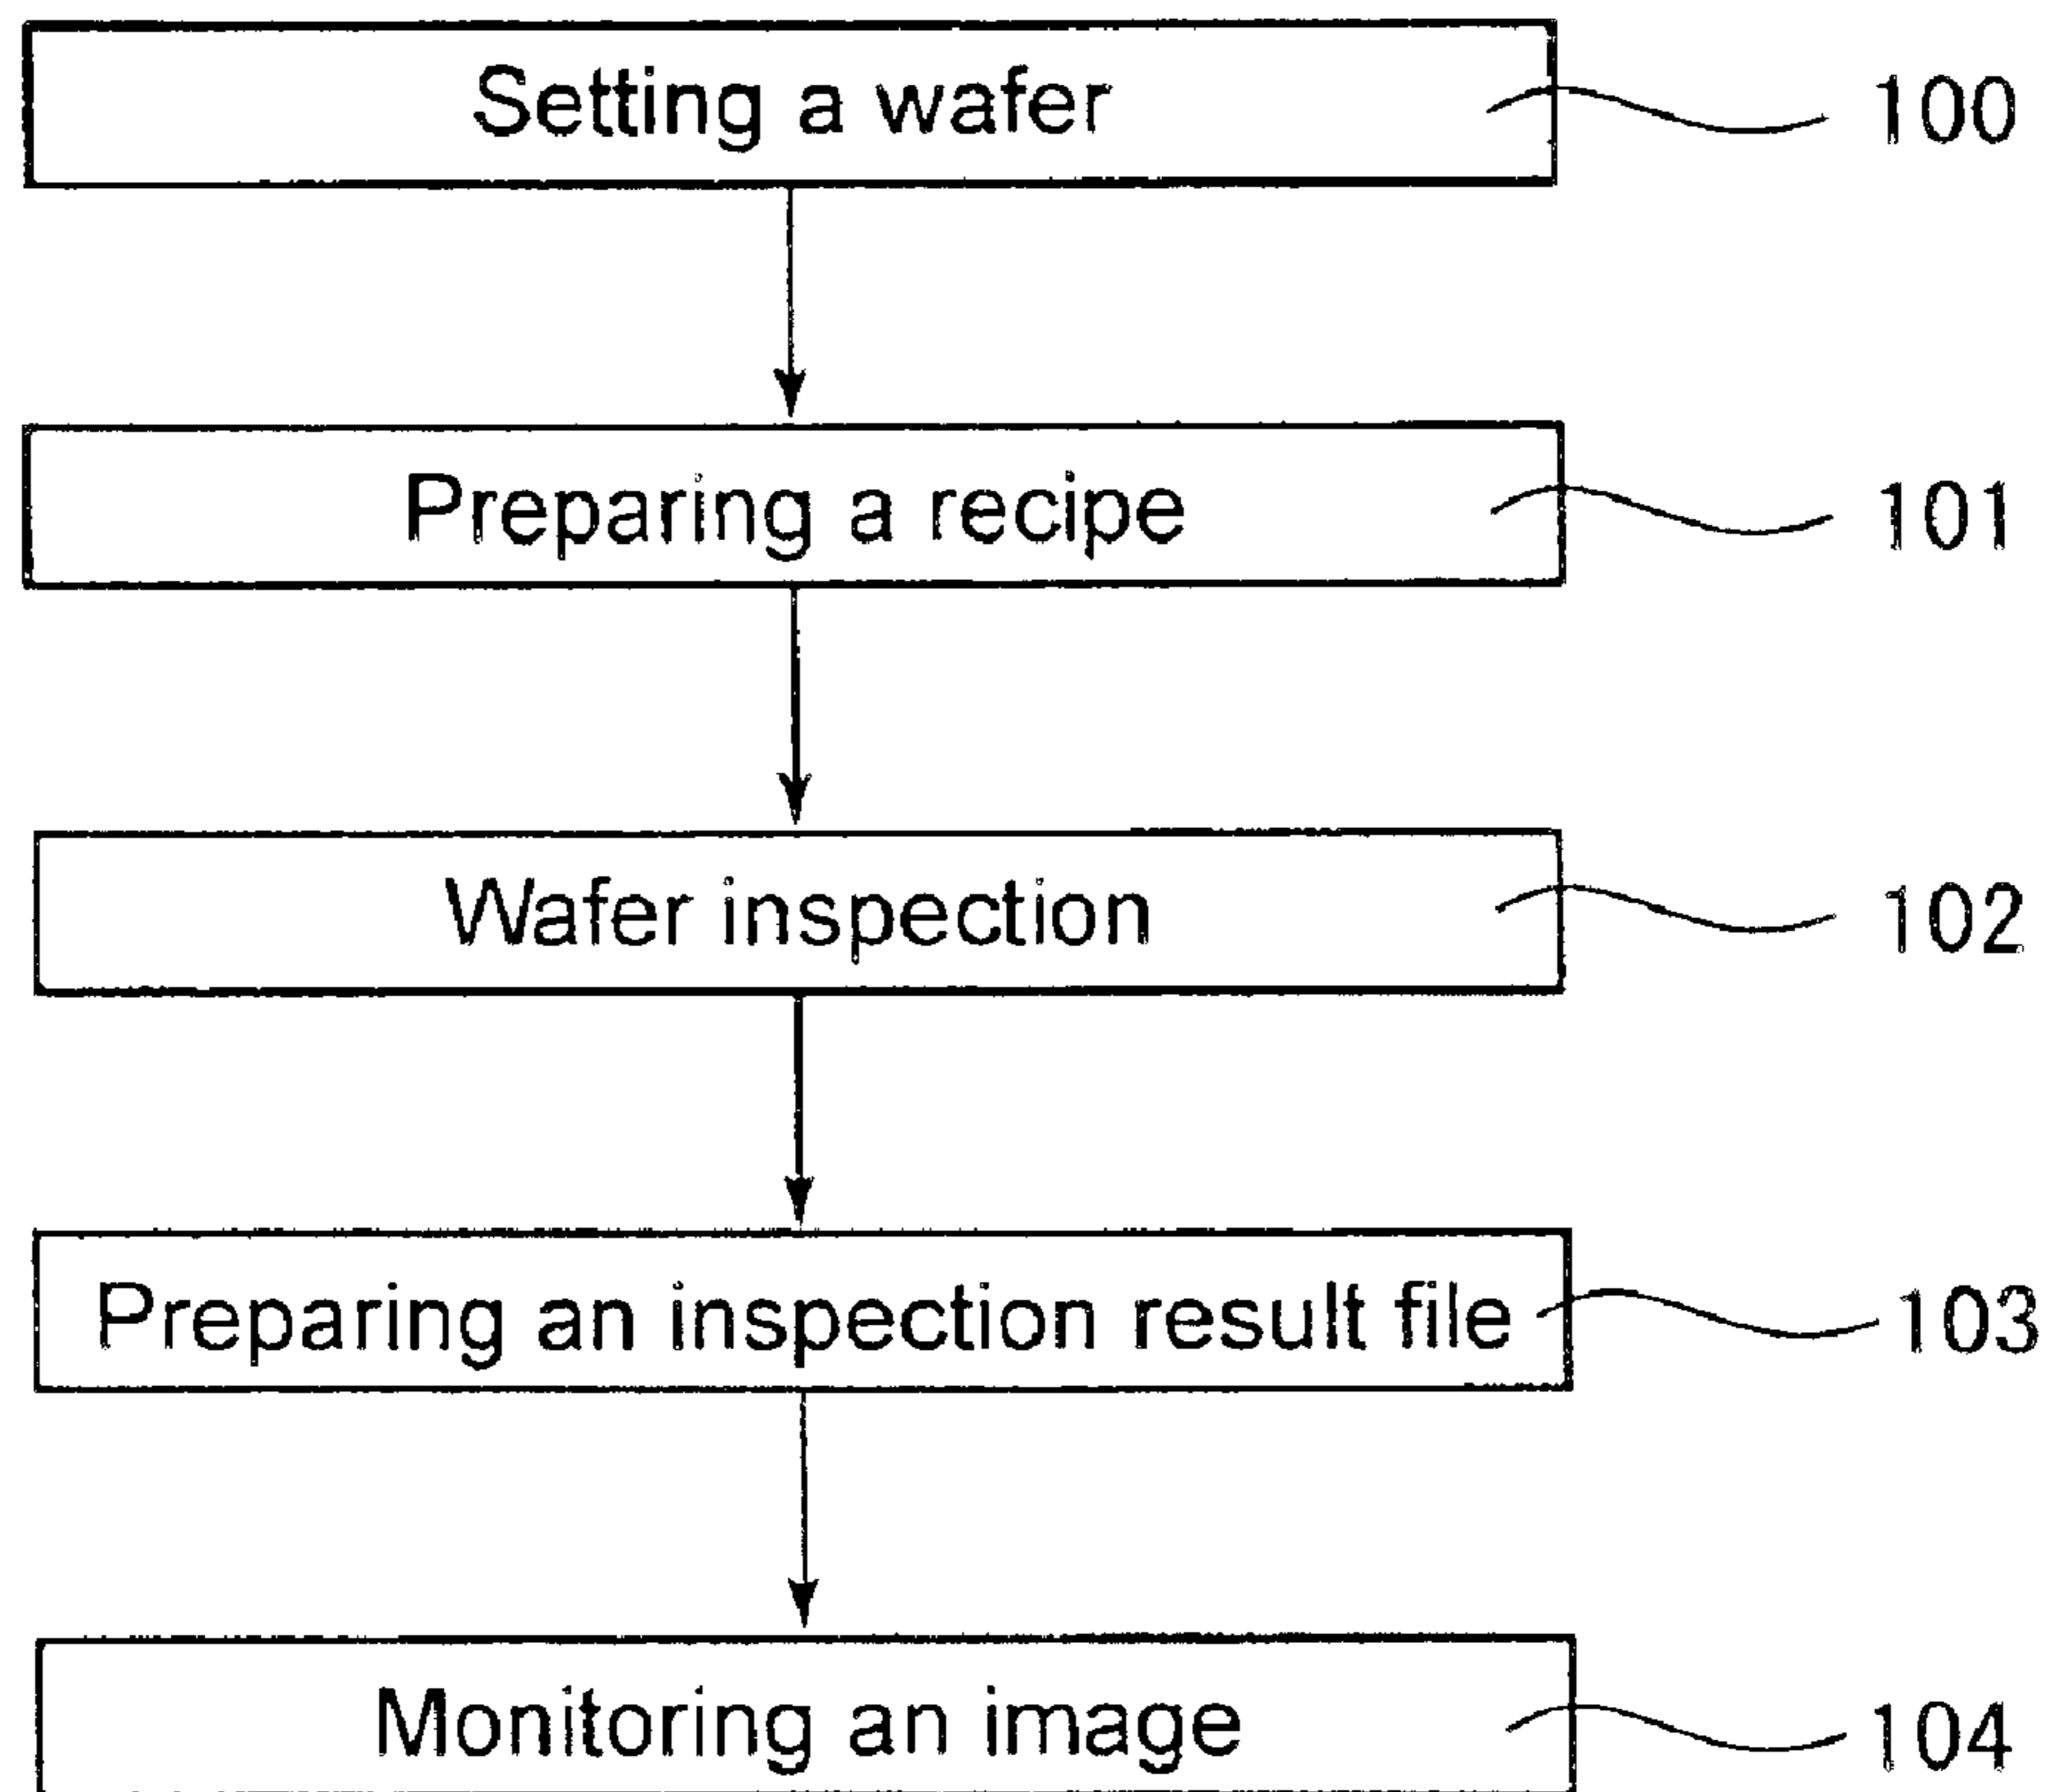 Setting a wafer 100
Preparing a recipe 101
Wafer inspection 102
Preparing an inspection result file 103
Monitoring an image 104